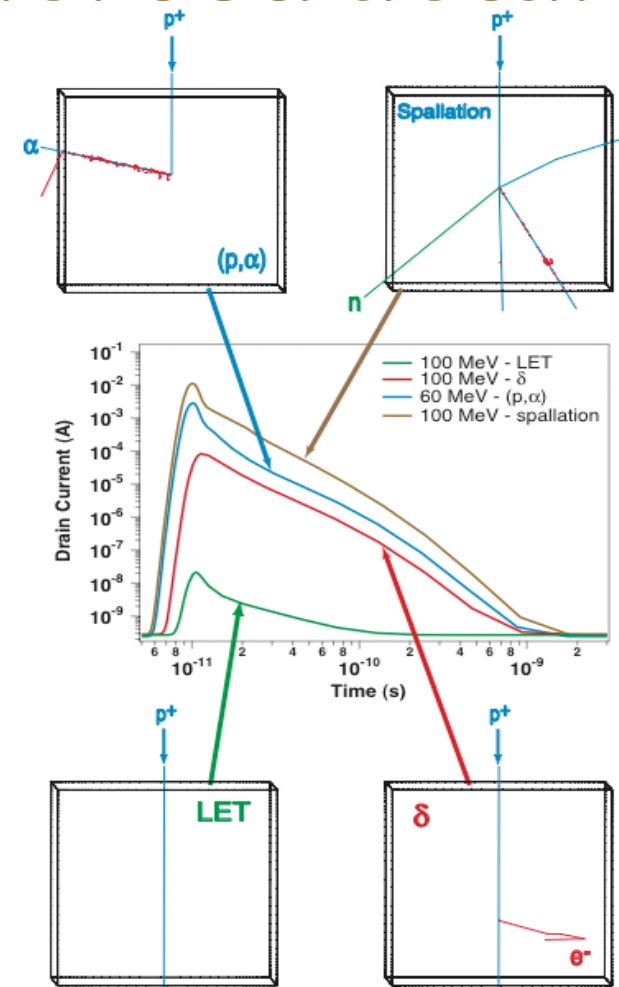 p+
p+
α
(p,α)
Spallation
n
10-1
10-2
10-3
10-4
10-5
10-6
10-7
10-8
10-9
Drain Current (A)
100 MeV - LET
100 MeV - δ
60 MeV - (p,α)
100 MeV - spallation
6 8 2 4 6 8 2 4 6 8 2
10-11 10-10 10-9
Time (s)
p+
p+
LET
δ
e-